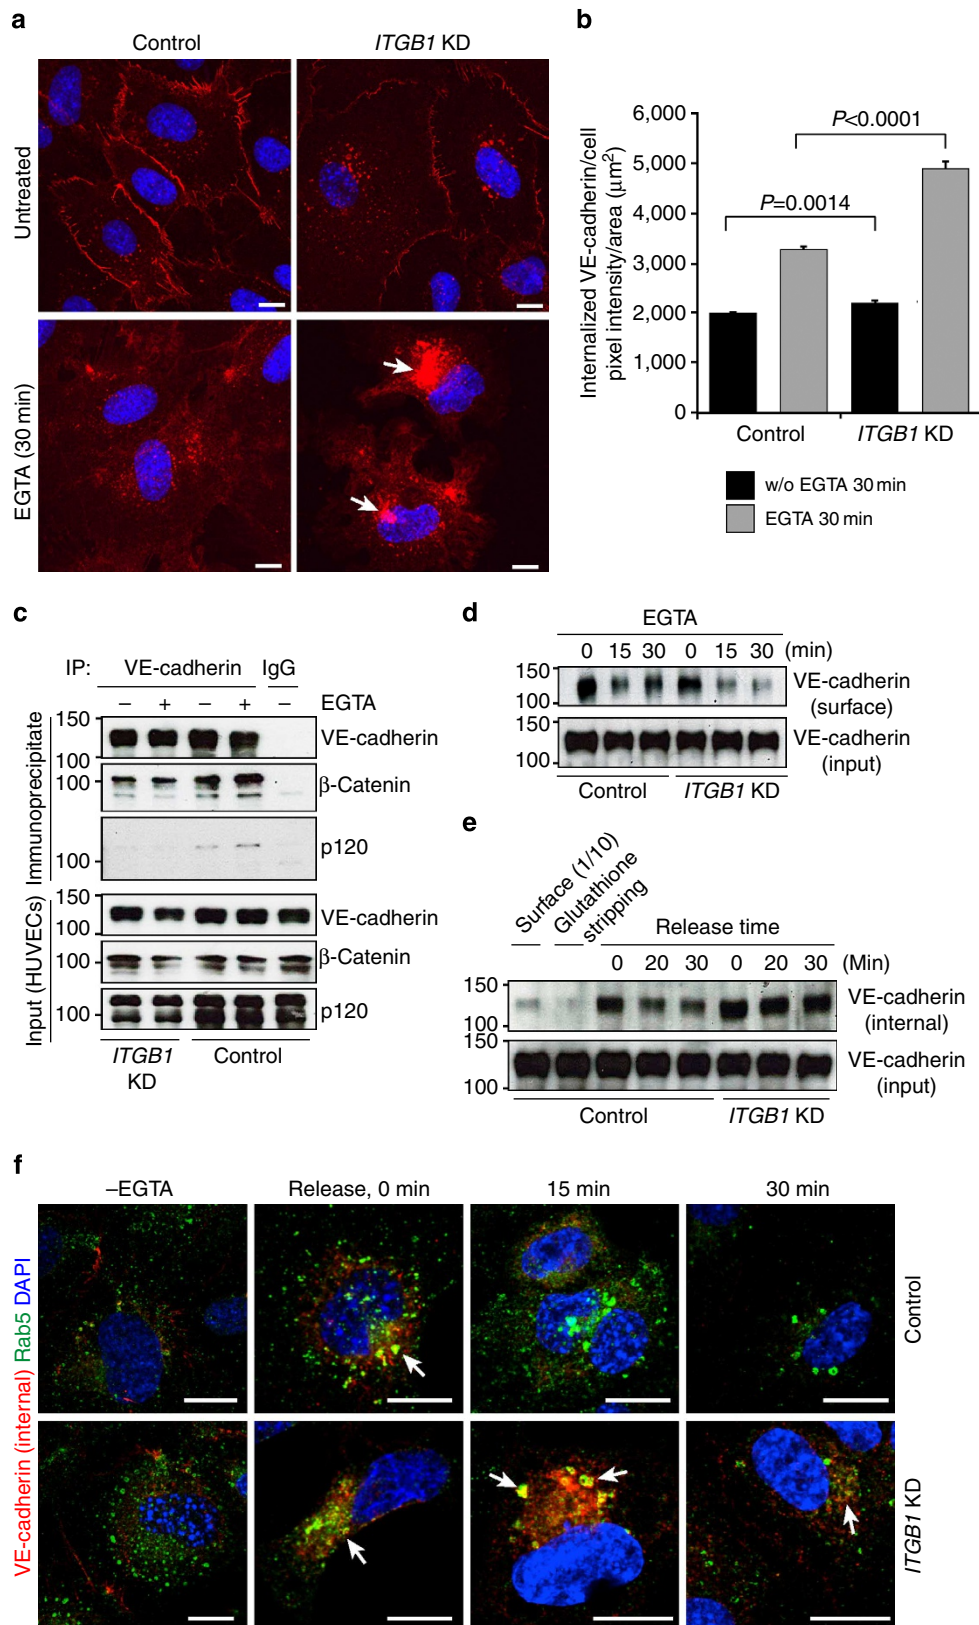 a
Control
ITGB1 KD
Untreated
EGTA (30 min)
b
Internalized VE-cadherin/cell
pixel intensity/area (μm2)
6,000
5,000
4,000
3,000
2,000
1,000
0
P<0.0001
P=0.0014
Control
ITGB1 KD
w/o EGTA 30 min
EGTA 30 min
c
IP:
VE-cadherin
IgG
– + – + –
EGTA
Immunoprecipitate
150
100
VE-cadherin
100
β-Catenin
100
p120
Input (HUVECs)
150
100
VE-cadherin
100
β-Catenin
100
p120
ITGB1
KD
Control
d
EGTA
0 15 30 0 15 30 (min)
150
100
VE-cadherin
(surface)
150
100
VE-cadherin
(input)
Control
ITGB1 KD
e
Surface (1/10)
Glutathione
stripping
Release time
0 20 30 0 20 30 (Min)
150
100
VE-cadherin
(internal)
150
100
VE-cadherin
(input)
Control
ITGB1 KD
f
–EGTA
Release, 0 min
15 min
30 min
VE-cadherin (internal) Rab5 DAPI
Control
ITGB1 KD